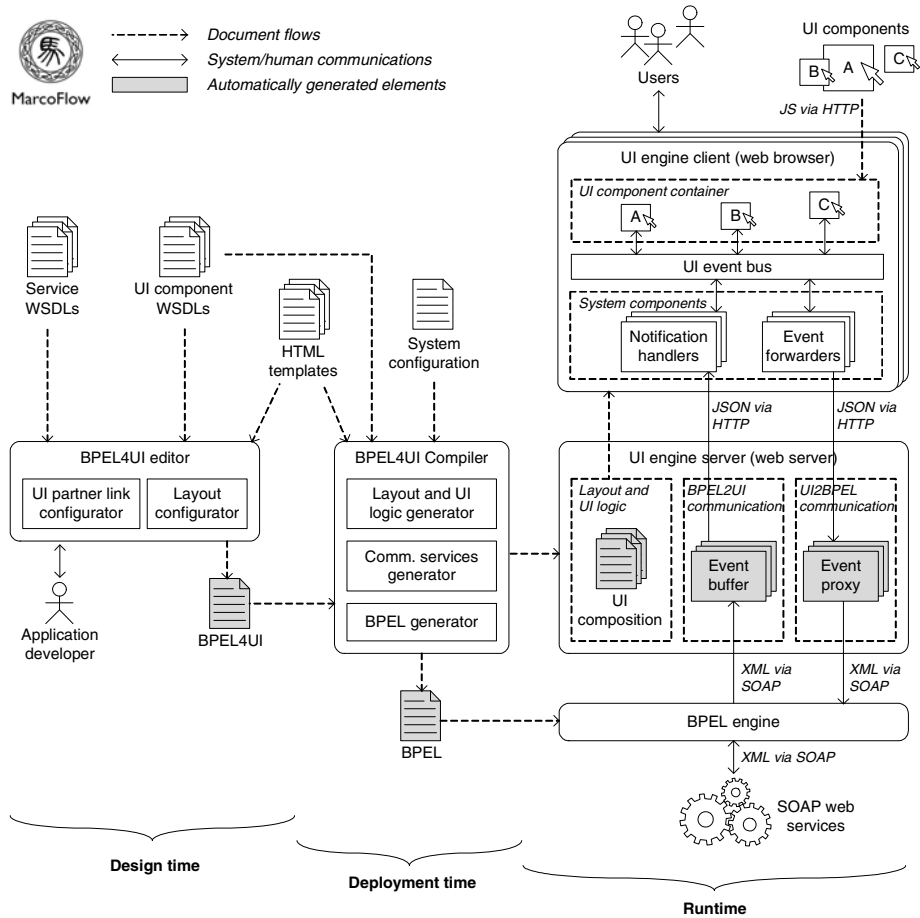 馬
MarcoFlow
Document flows
System/human communications
Automatically generated elements
Users
UI components
B
A
C
JS via HTTP
UI engine client (web browser)
UI component container
A
B
C
UI event bus
System components
Notification
handlers
Event
forwarders
JSON via
HTTP
JSON via
HTTP
Service
WSDLs
UI component
WSDLs
HTML
templates
System
configuration
BPEL4UI editor
UI partner link
configurator
Layout
configurator
Application
developer
BPEL4UI
BPEL4UI Compiler
Layout and UI
logic generator
Comm. services
generator
BPEL generator
BPEL
UI engine server (web server)
Layout and
UI logic
UI
composition
BPEL2UI
communication
Event
buffer
UI2BPEL
communication
Event
proxy
XML via
SOAP
XML via
SOAP
BPEL engine
XML via SOAP
SOAP web
services
Design time
Deployment time
Runtime